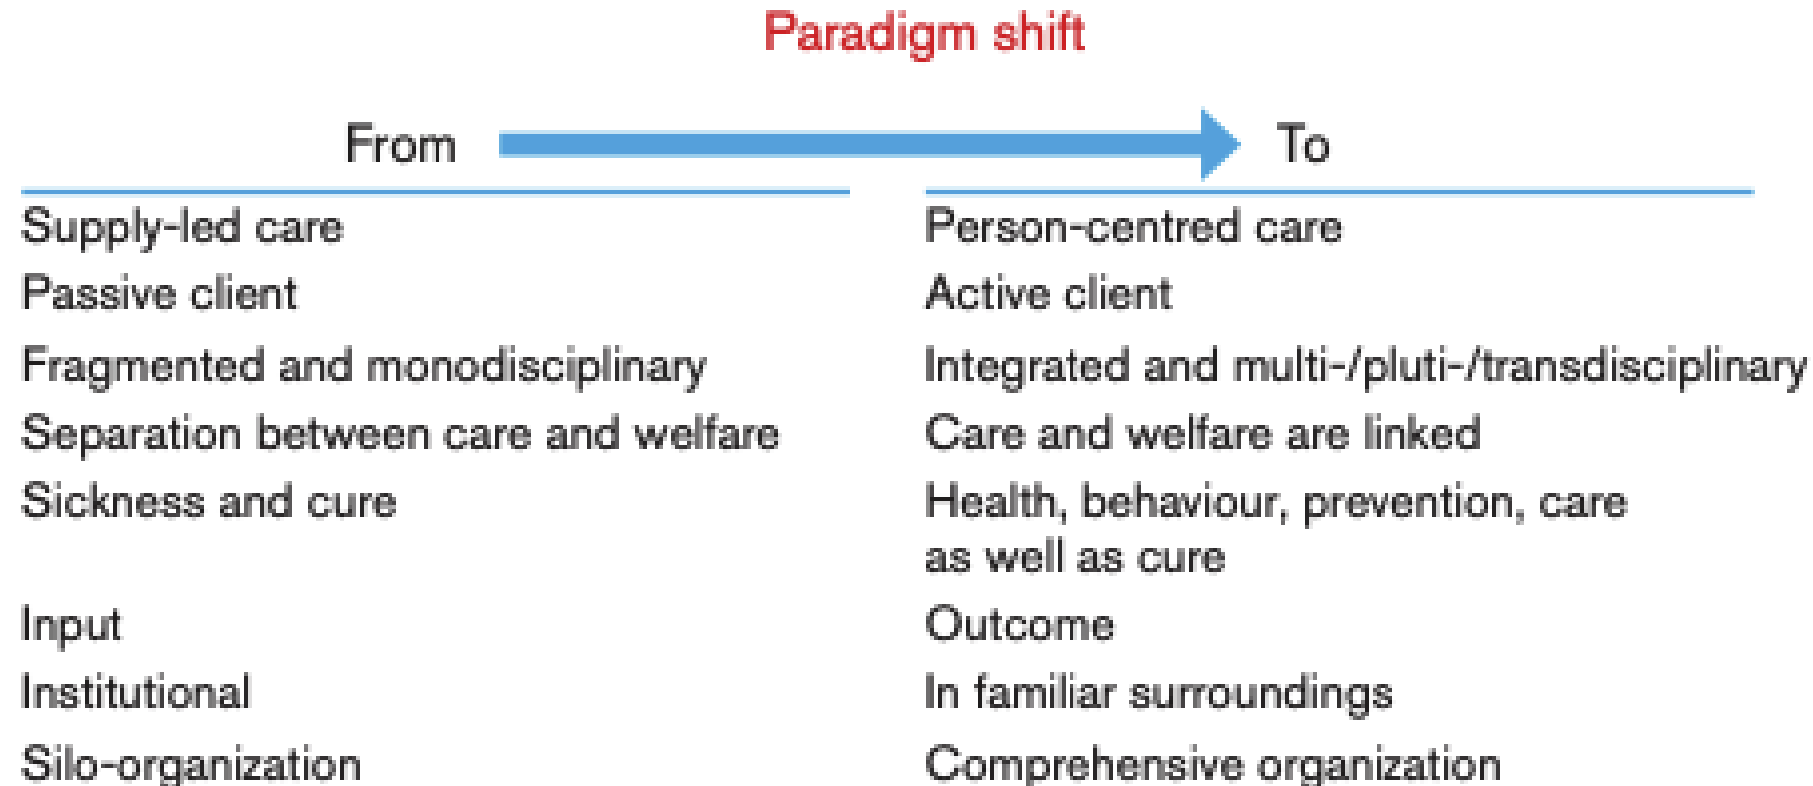 Paradigm shift
From To
Supply-led care Person-centred care
Passive client Active client
Fragmented and monodisciplinary Integrated and multi-/pluti-/transdisciplinary
Separation between care and welfare Care and welfare are linked
Sickness and cure Health, behaviour, prevention, care
as well as cure
Input Outcome
Institutional In familiar surroundings
Silo-organization Comprehensive organization